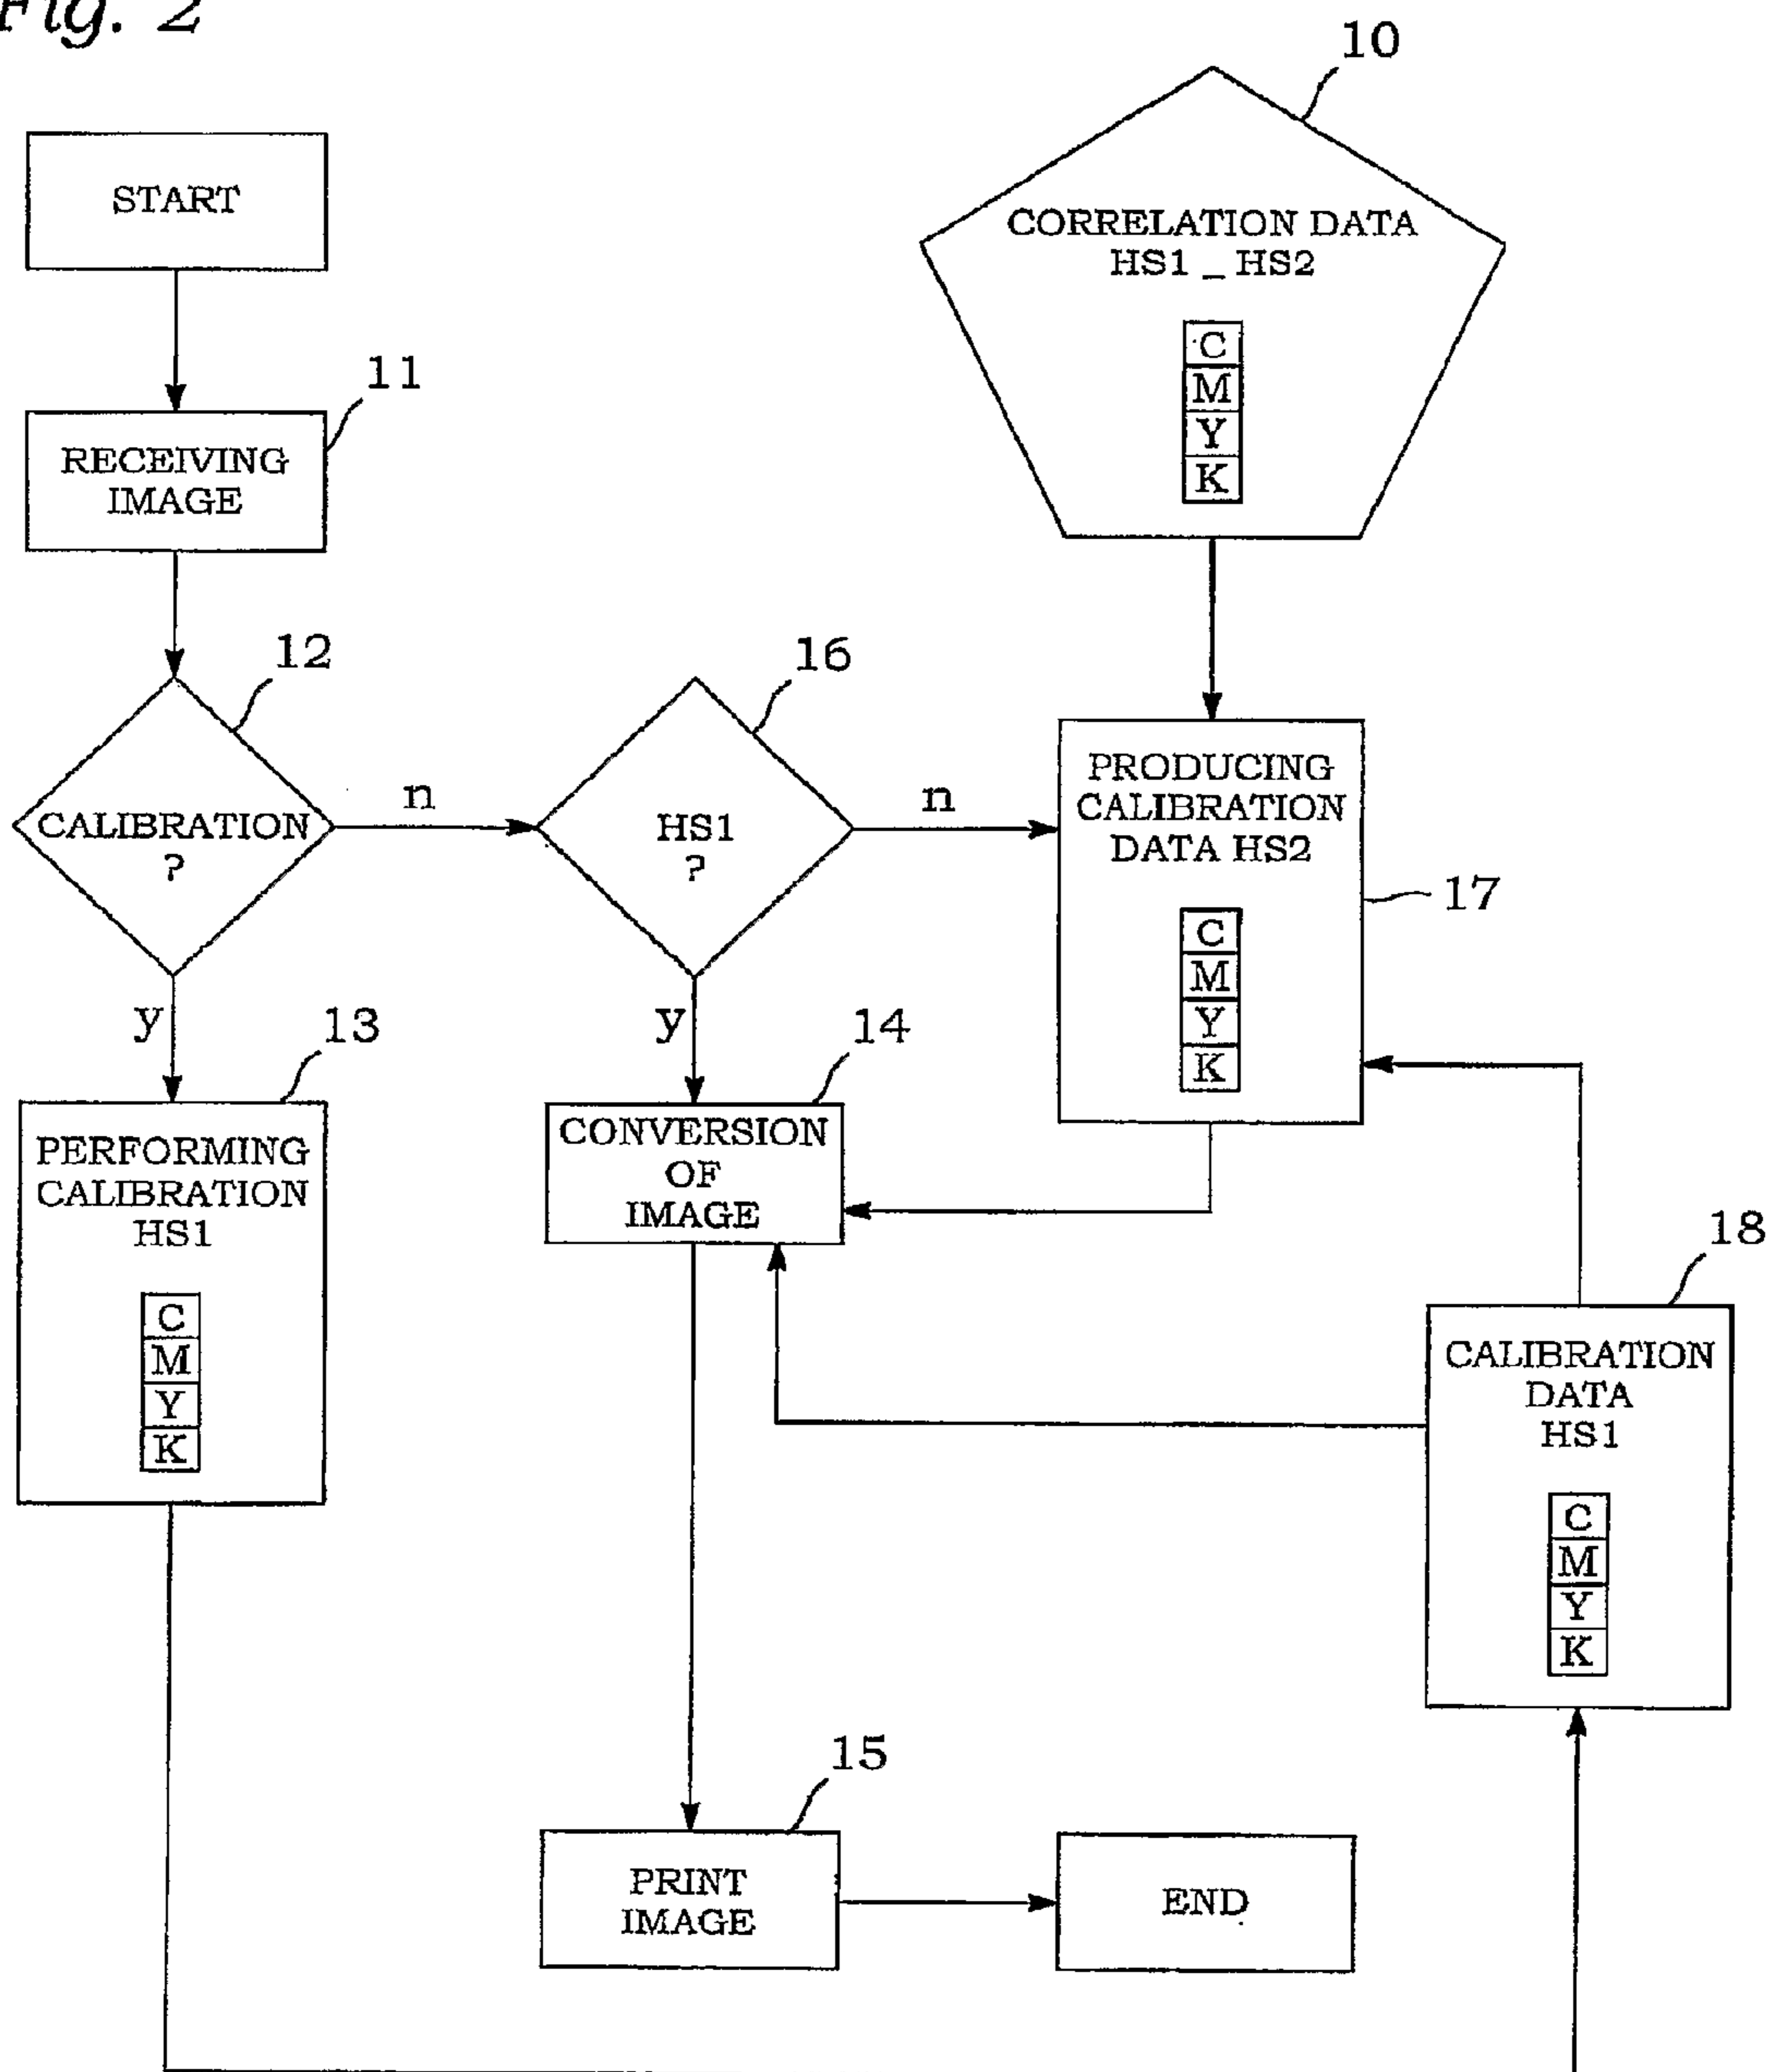 Fig. 2
10
START
CORRELATION DATA
HS1 _ HS2
C
M
Y
K
11
RECEIVING
IMAGE
12
CALIBRATION
?
n
16
HS1
?
n
PRODUCING
CALIBRATION
DATA HS2
C
M
Y
K
17
y
13
PERFORMING
CALIBRATION
HS1
C
M
Y
K
y
14
CONVERSION
OF
IMAGE
18
CALIBRATION
DATA
HS1
C
M
Y
K
15
PRINT
IMAGE
END